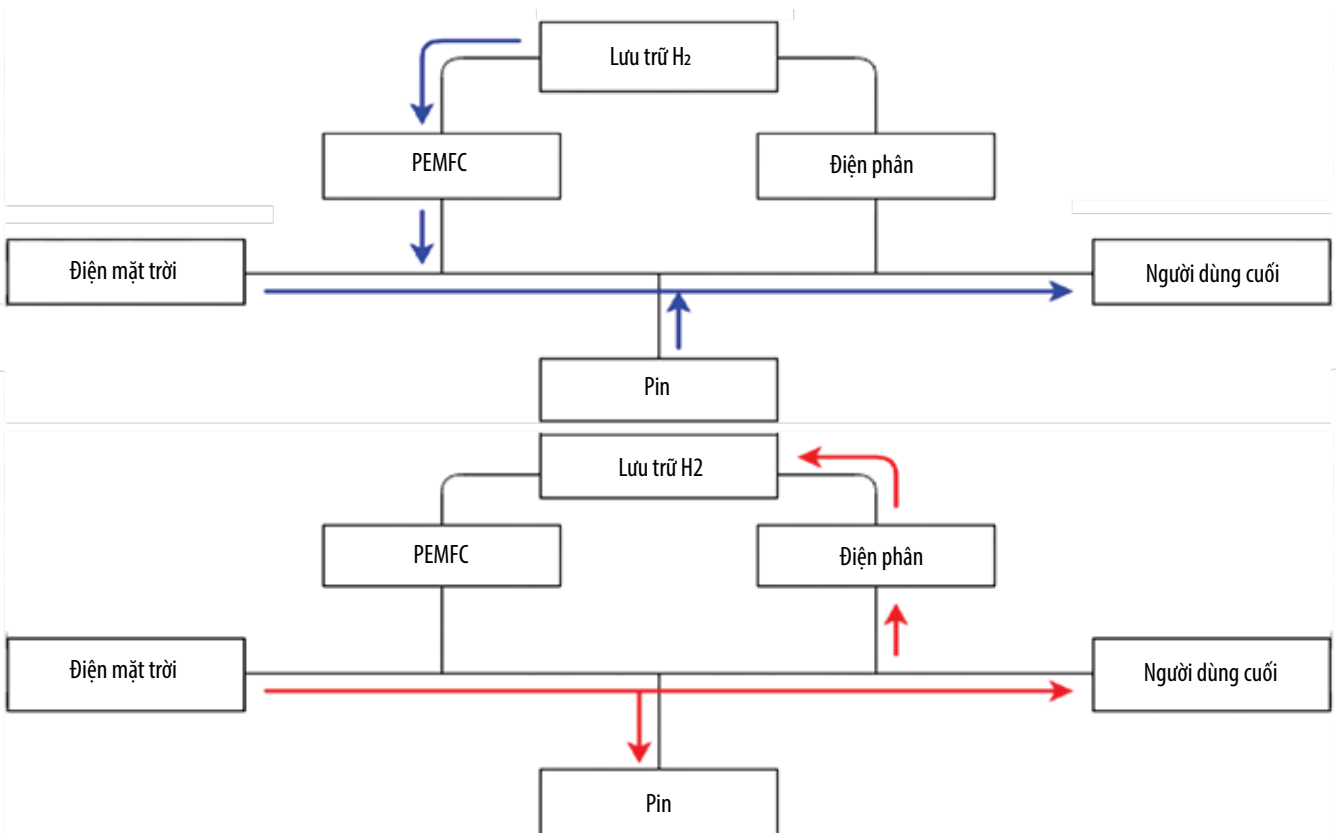 Lưu trữ H₂
PEMFC
Điện phân
Điện mặt trời
Người dùng cuối
Pin
Lưu trữ H2
PEMFC
Điện phân
Điện mặt trời
Người dùng cuối
Pin